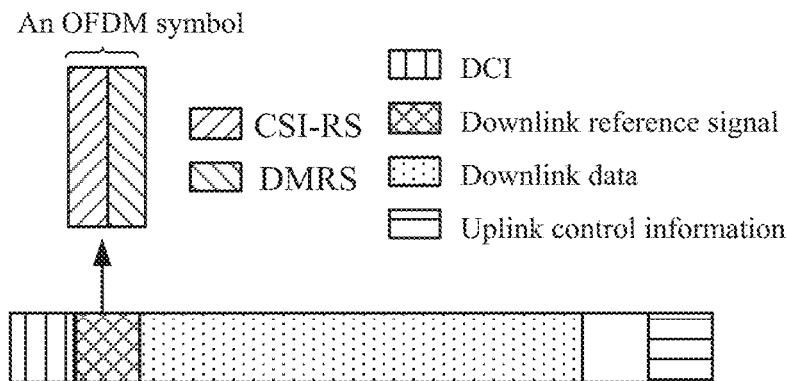 An OFDM symbol
DCI
CSI-RS
Downlink reference signal
DMRS
Downlink data
Uplink control information